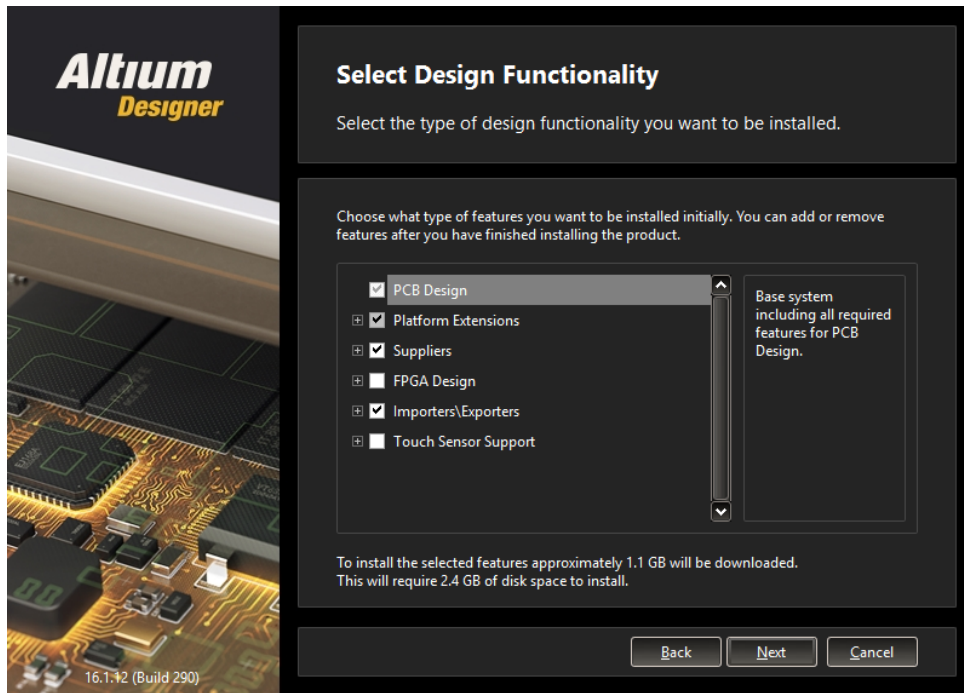 Altium
Designer
Select Design Functionality
Select the type of design functionality you want to be installed.
Choose what type of features you want to be installed initially. You can add or remove
features after you have finished installing the product.
PCB Design
Platform Extensions
Suppliers
FPGA Design
Importers\Exporters
Touch Sensor Support
Base system
including all required
features for PCB
Design.
To install the selected features approximately 1.1 GB will be downloaded.
This will require 2.4 GB of disk space to install.
Back
Next
Cancel
16.1.12 (Build 290)